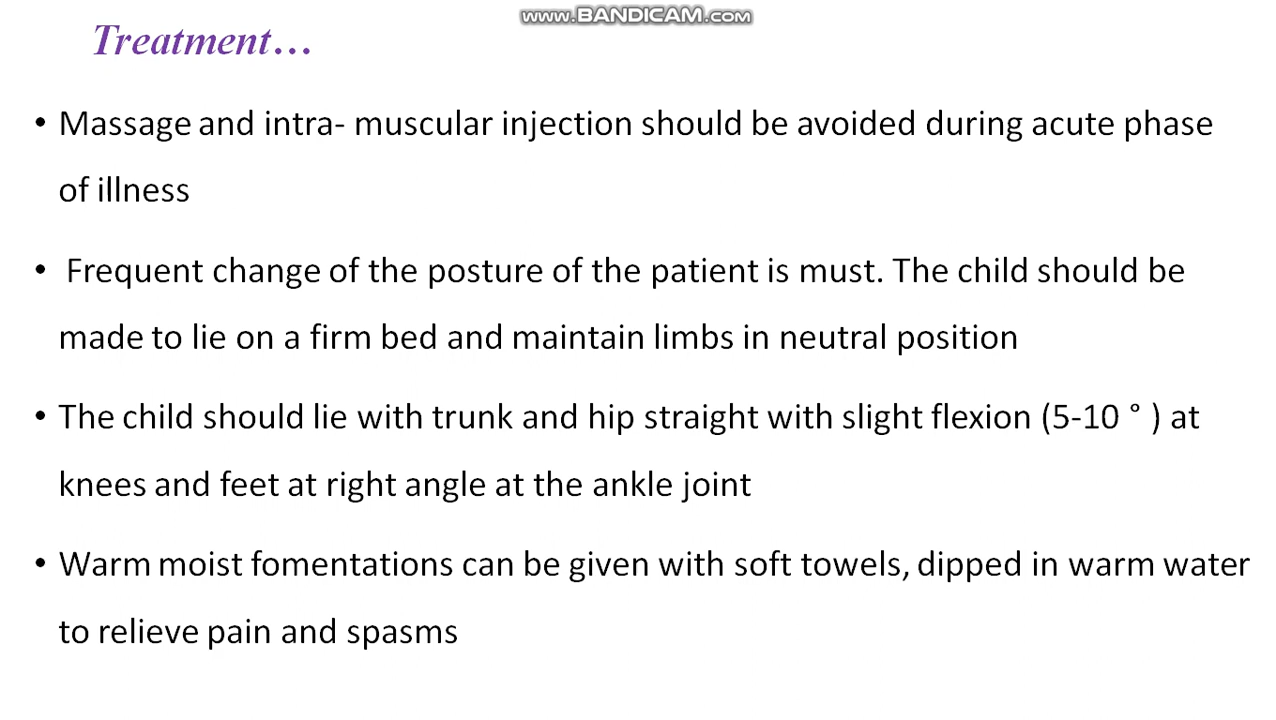 www.BANDICAM.com
Treatment...
• Massage and intra- muscular injection should be avoided during acute phase
of illness
• Frequent change of the posture of the patient is must. The child should be
made to lie on a firm bed and maintain limbs in neutral position
• The child should lie with trunk and hip straight with slight flexion (5-10 ° ) at
knees and feet at right angle at the ankle joint
• Warm moist fomentations can be given with soft towels, dipped in warm water
to relieve pain and spasms